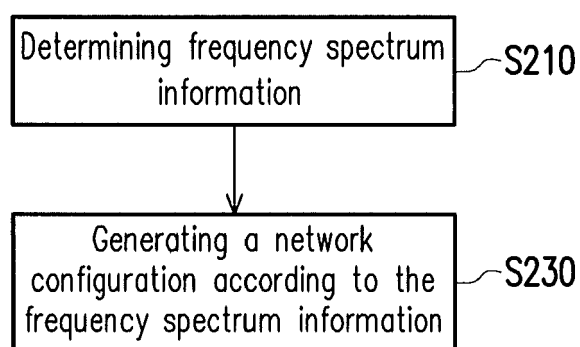 Determining frequency spectrum
information
S210
Generating a network
configuration according to the
frequency spectrum information
S230